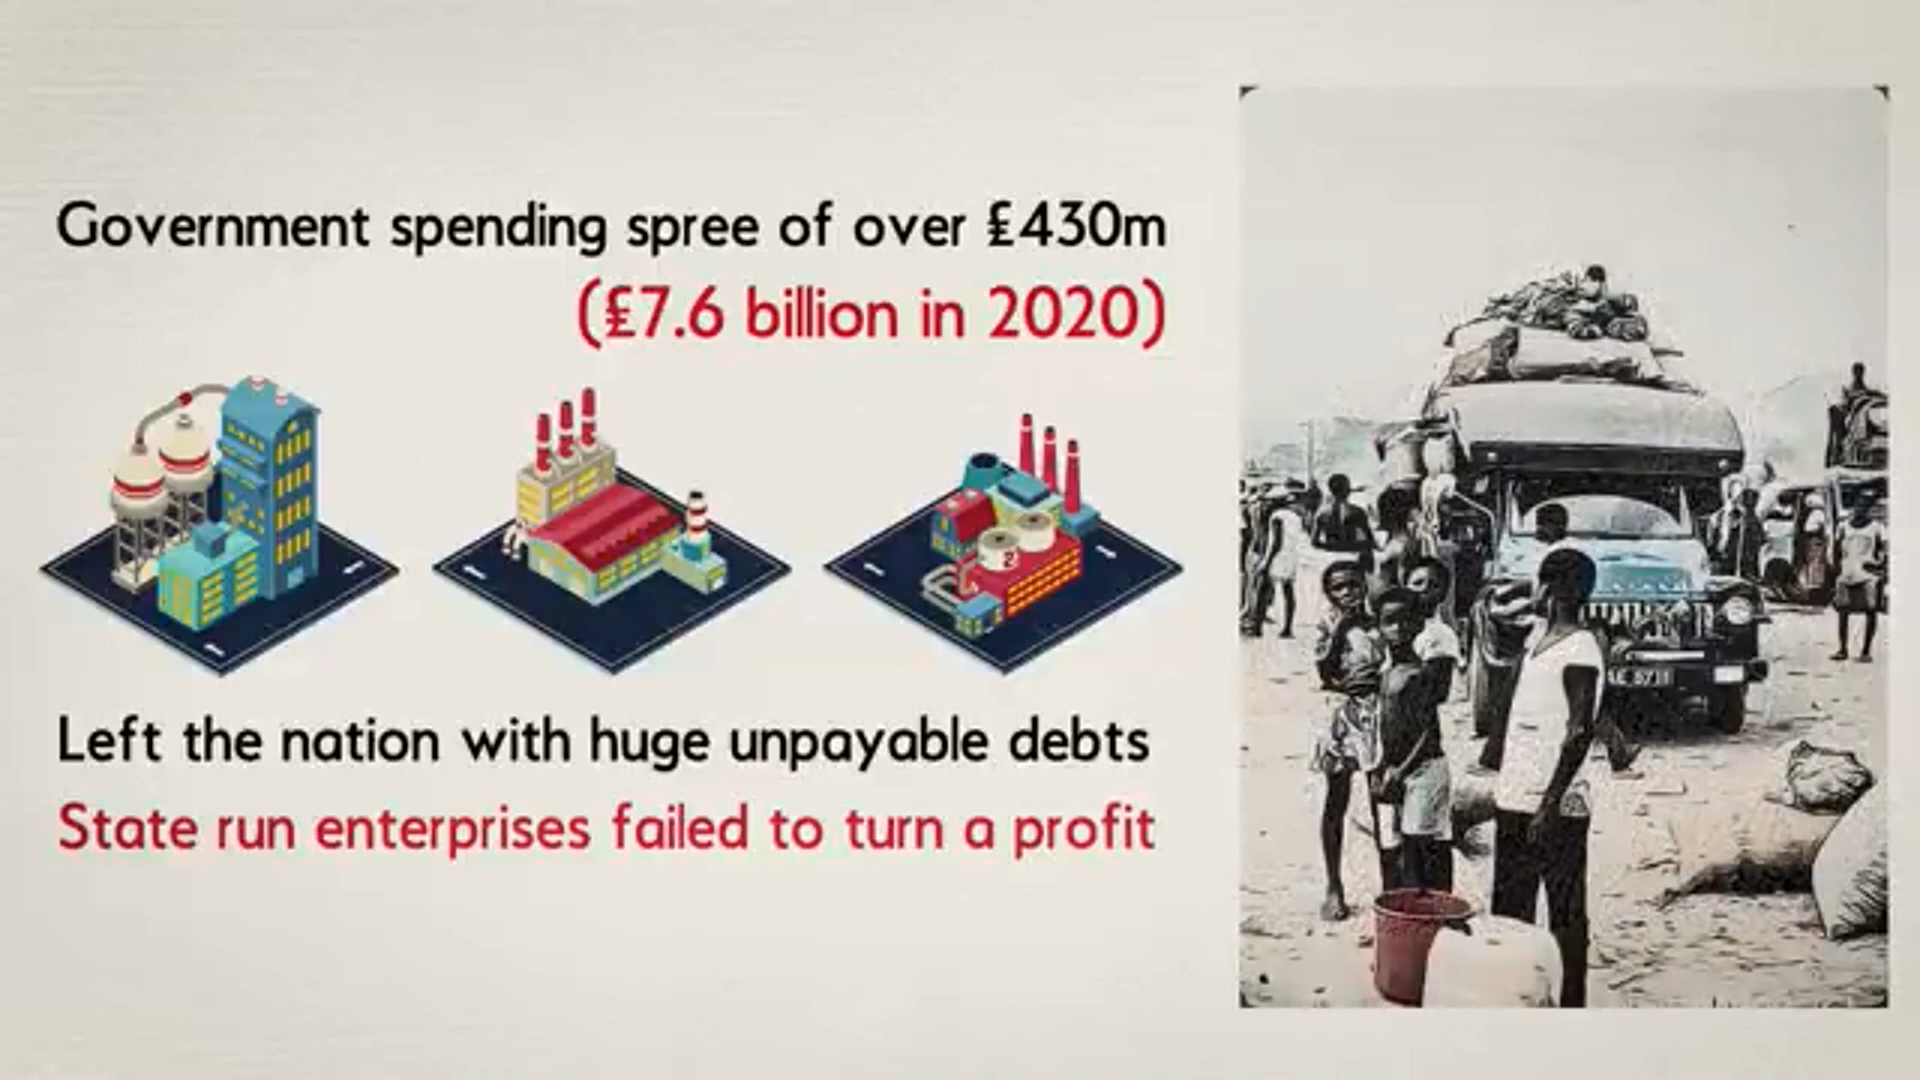 Government spending spree of over £430m
(£7.6 billion in 2020)
2
Left the nation with huge unpayable debts
State run enterprises failed to turn a profit